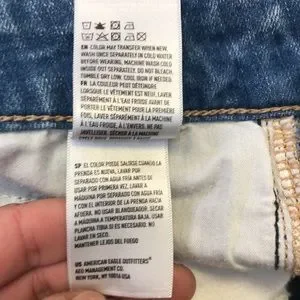 EN COLOR MAY TRANSFER WHEN NEW.
WASH ONCE SEPARATELY IN COLD WATER
BEFORE WEARING, MACHINE WASH COLD
INSIDE OUT SEPARATELY. DO NOT BLEACH,
TUMBLE DRY LOW. COOL IRON IF NEEDED.
FR LA COULEUR PEUT DÉTEINDRE
LORSQUE LE VÊTEMENT EST NEUF, LAVER
SÉPARÉMENT À L'EAU FROIDE AVANT DE
PORTER LE VÊTEMENT POUR LA PREMIÈRE
FOIS, LAVER À L'ENVERS SÉPARÉMENT
À L'EAU FROIDE. NE PAS
JAVELLISER. SÉCHER À LA MACHINE
SP EL COLOR PUEDE SALIRSE CUANDO LA
PRENDA ES NUEVA, LAVAR POR
SEPARADO CON AGUA FRÍA ANTES DE
USAR POR PRIMERA VEZ, LAVAR A
MÁQUINA POR SEPARADO CON AGUA FRÍA
Y CON EL INTERIOR DE LA PRENDA HACIA
AFUERA. NO USAR BLANQUEADOR. SECAR
A MÁQUINA A TEMPERATURA BAJA. USAR
PLANCHA TIBIA SI ES NECESARIO.
NO LAVAR EN SECO.
MANTENER LEJOS DEL FUEGO
US AMERICAN EAGLE OUTFITTERS®
AEO MANAGEMENT CO.
NEW YORK, NY 10
USA